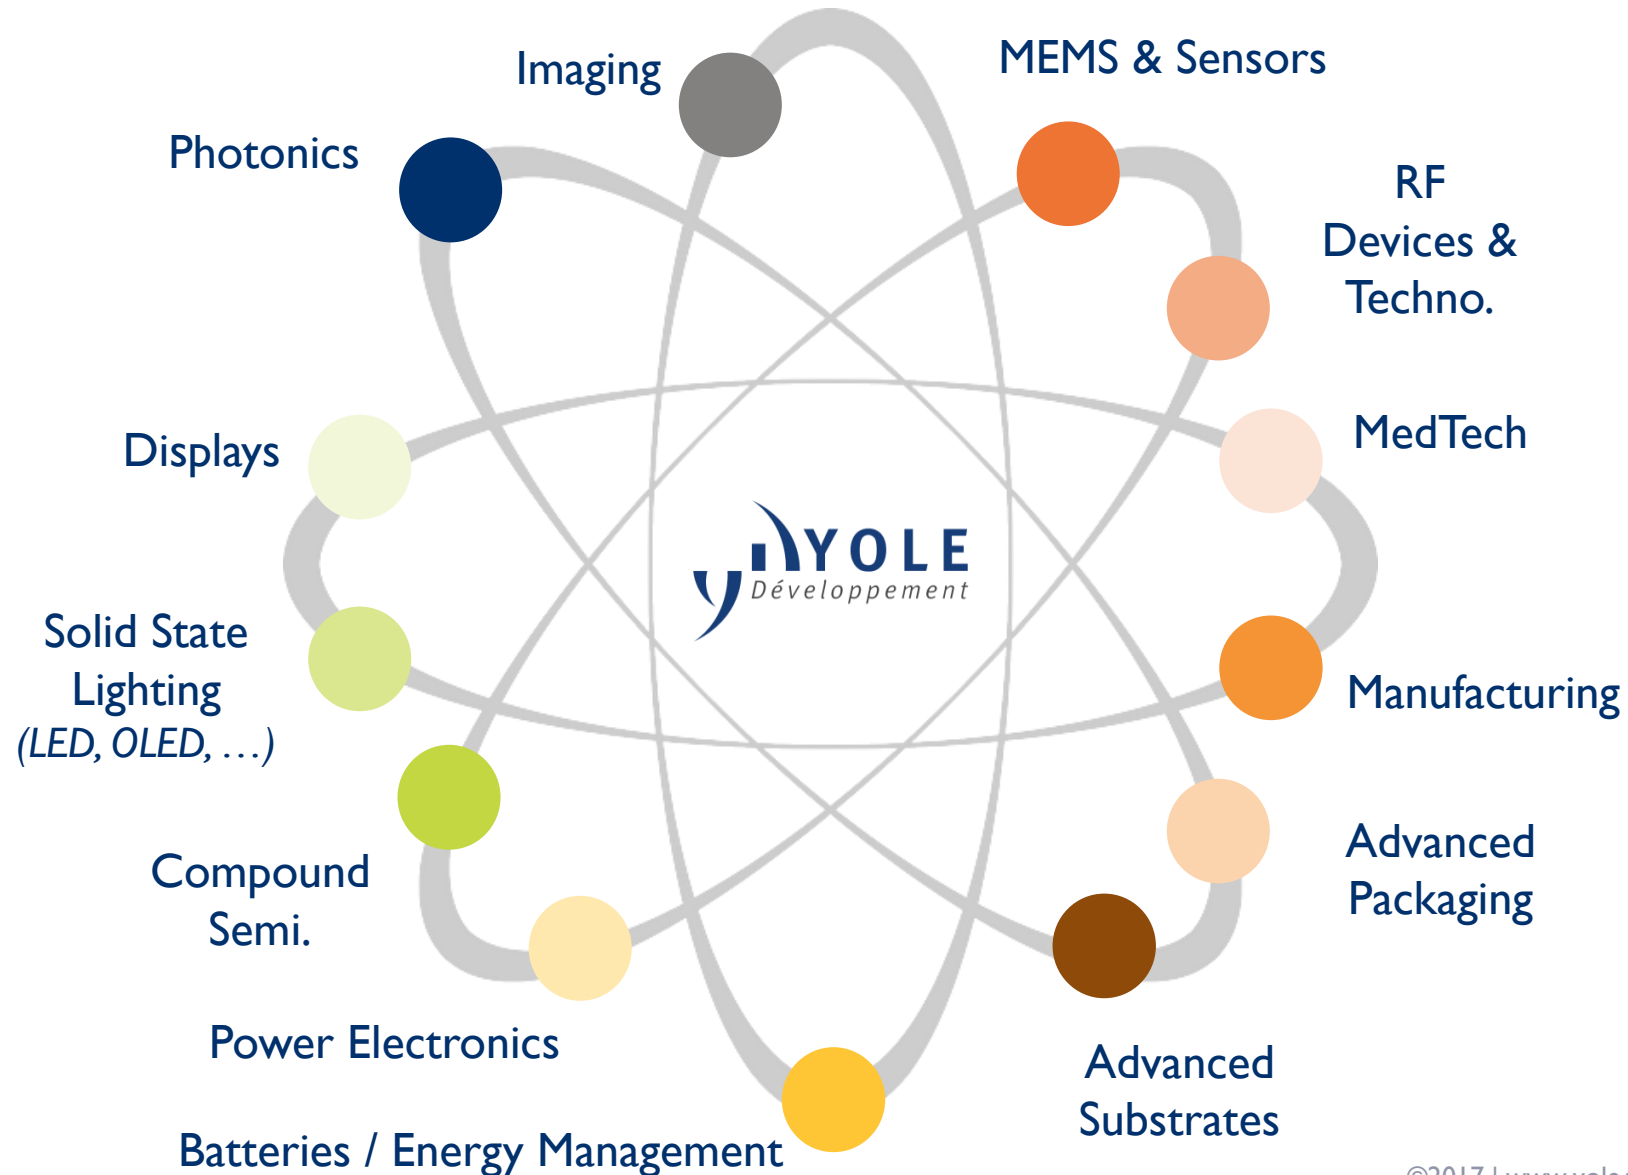 Imaging
MEMS & Sensors
Photonics
RF
Devices &
Techno.
Displays
MedTech
YOLE
Développement
Solid State
Lighting
(LED, OLED, …)
Manufacturing
Compound
Semi.
Advanced
Packaging
Power Electronics
Advanced
Substrates
Batteries / Energy Management
©2017 |